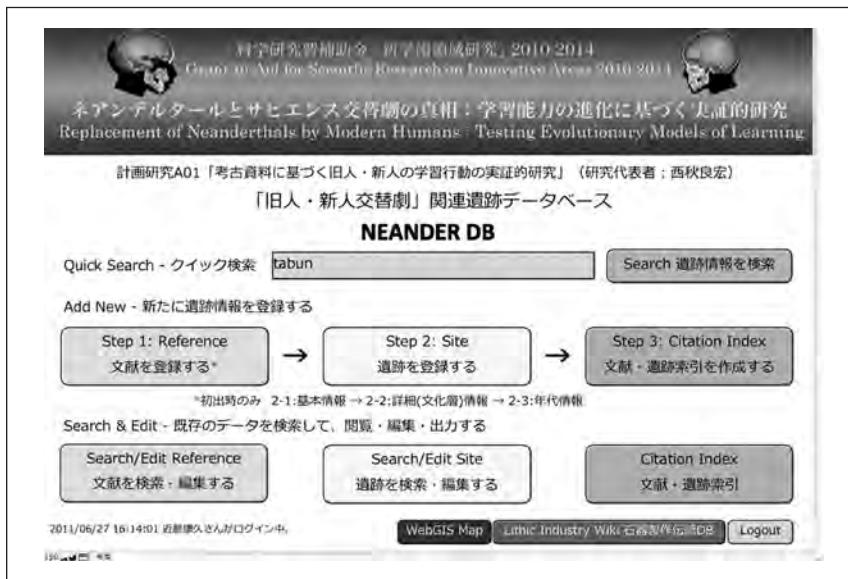 科学研究費補助金 新学術領域研究」2010-2014
Grant-in-Aid for Scientific Research on Innovative Areas 2010-2014
ネアンデルタールとサピエンス交替劇の真相：学習能力の進化に基づく実証的研究
Replacement of Neanderthals by Modern Humans : Testing Evolutionary Models of Learning
計画研究A01「考古資料に基づく旧人・新人の学習行動の実証的研究」（研究代表者；西秋良宏）
「旧人・新人交替劇」関連遺跡データベース
NEANDER DB
Quick Search - クイック検索 tabun Search 遺跡情報を検索
Add New - 新たに遺跡情報を登録する
Step 1: Reference → Step 2: Site → Step 3: Citation Index
文献を登録する* 遺跡を登録する 文献・遺跡索引を作成する
*初出時のみ 2-1:基本情報 → 2-2:詳細(文化層)情報 → 2-3:年代情報
Search & Edit - 既存のデータを検索して、閲覧・編集・出力する
Search/Edit Reference Search/Edit Site Citation Index
文献を検索・編集する 遺跡を検索・編集する 文献・遺跡索引
2011/06/27 16:14:01 近藤康久さんがログイン中。 WebGIS Map Lithic Industry Wiki 石器製作伝統DB Logout